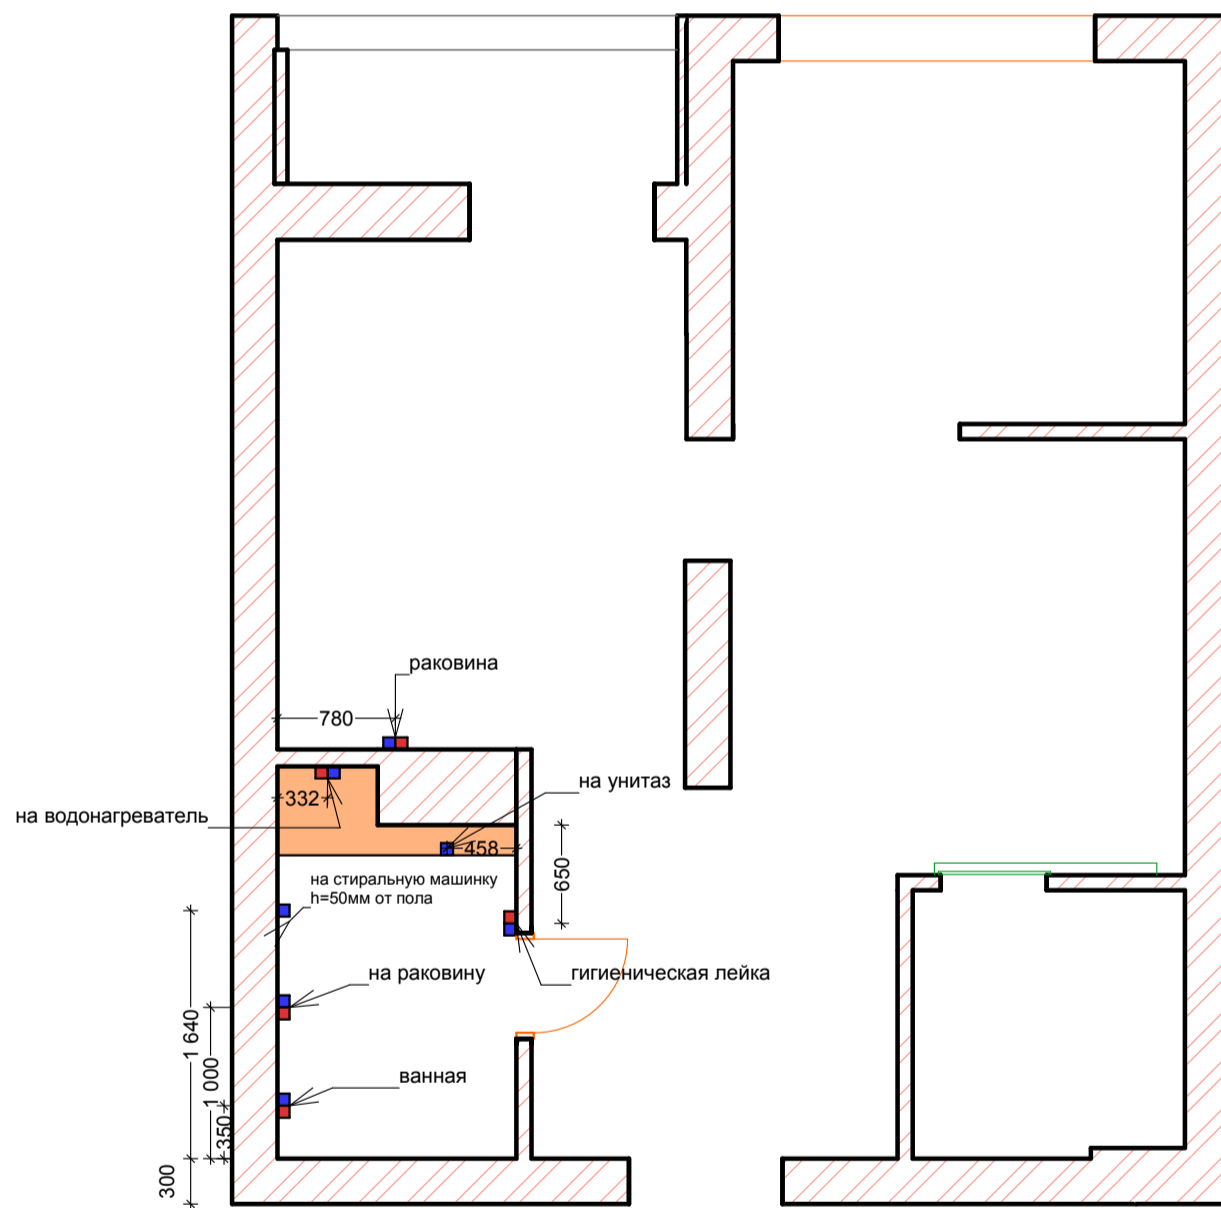 раковина
780
на унитаз
332
на водонагреватель
458
650
на стиральную машинку
h=50мм от пола
на раковину
гигиеническая лейка
1 640
1 000
ванная
350
300